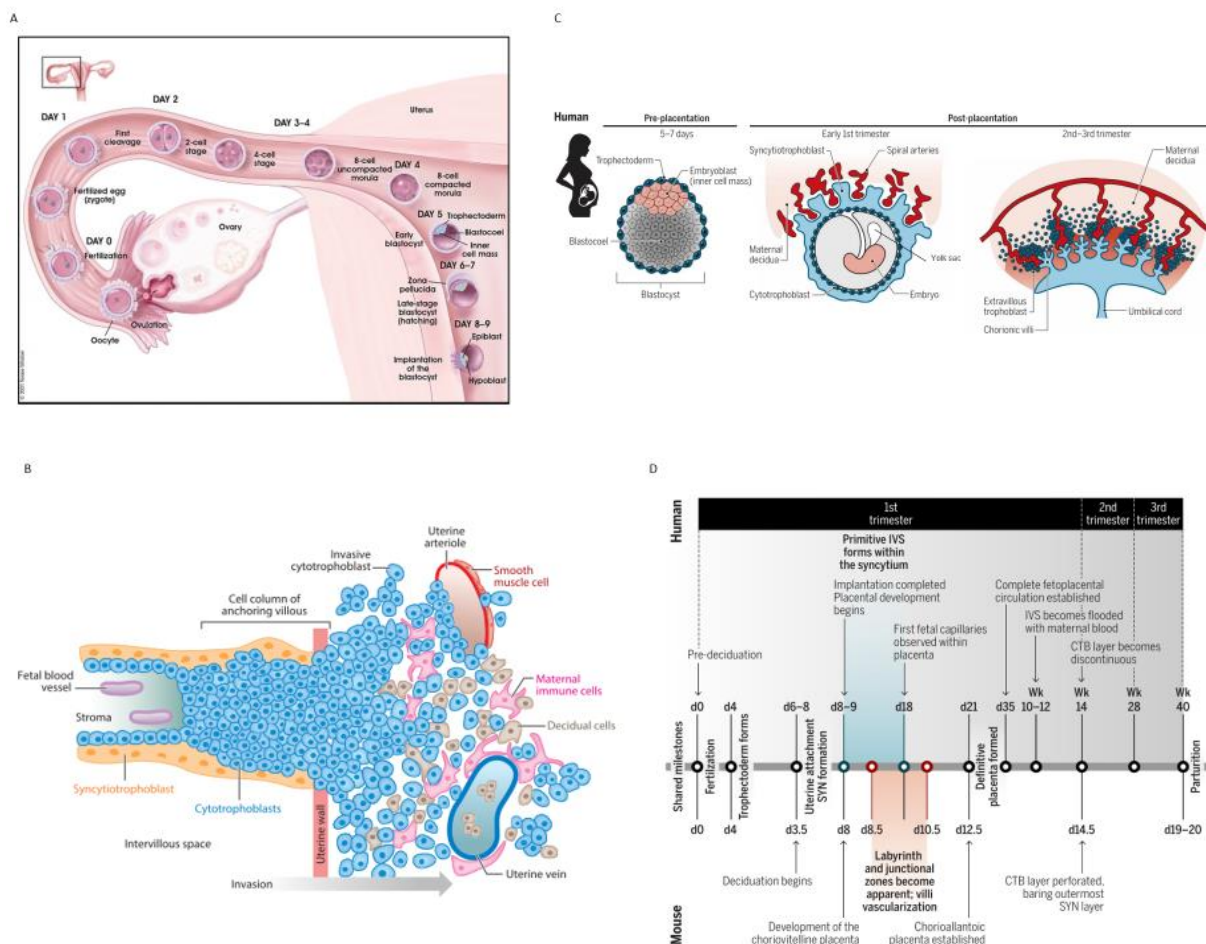 A
Uterus
DAY 2
DAY 1
DAY 3–4
First
cleavage
2-cell
stage
4-cell
stage
8-cell
uncompacted
morula
DAY 4
8-cell
compacted
morula
Fertilized egg
(zygote)
DAY 5
Trophectoderm
Blastocoel
Inner
cell mass
Early
blastocyst
Ovary
DAY 0
Fertilization
DAY 6–7
Zona
pellucida
Late-stage
blastocyst
(hatching)
Ovulation
Oocyte
DAY 8–9
Epiblast
Implantation
of the
blastocyst
Hypoblast
C
Human
Pre-placentation
Post-placentation
5–7 days
Early 1st trimester
2nd–3rd trimester
Trophectoderm
Embryoblast
(inner cell mass)
Blastocoel
Blastocyst
Syncytiotrophoblast
Spiral arteries
Maternal
decidua
Yolk sac
Cytotrophoblast
Embryo
Maternal
decidua
Extravillous
trophoblast
Umbilical cord
Chorionic villi
B
Uterine
arteriole
Invasive
cytotrophoblast
Smooth
muscle cell
Cell column of
anchoring villous
Fetal blood
vessel
Maternal
immune cells
Stroma
Decidual cells
Syncytiotrophoblast
Cytotrophoblasts
Uterine wall
Intervillous space
Uterine vein
Invasion
D
Human
1st
trimester
2nd
trimester
3rd
trimester
Primitive IVS
forms within
the syncytium
Implantation completed
Placental development
begins
Complete fetoplacental
circulation established
IVS becomes flooded
with maternal blood
First fetal capillaries
observed within
placenta
CTB layer becomes
discontinuous
Pre-deciduation
d0
d4
d6–8
d8–9
d18
d21
d35
Wk
10–12
Wk
14
Wk
28
Wk
40
Shared milestones
Fertilzation
Trophectoderm forms
Uterine attachment
SYN formation
Definitive
placenta formed
Parturition
d0
d4
d3.5
d8
d8.5
d10.5
d12.5
d14.5
d19–20
Deciduation begins
Labyrinth
and junctional
zones become
apparent; villi
vascularization
CTB layer perforated,
baring outermost
SYN layer
Development of the
choriovitelline placenta
Chorioallantoic
placenta established
Mouse